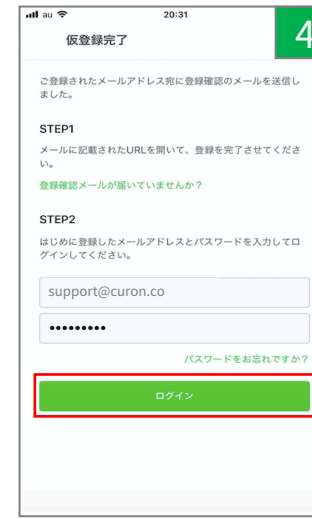 au 20:31
仮登録完了
4
ご登録されたメールアドレス宛に登録確認のメールを送信し
ました。
STEP1
メールに記載されたURLを開いて、登録を完了させてくださ
い。
登録確認メールが届いていませんか？
STEP2
はじめに登録したメールアドレスとパスワードを入力してロ
グインしてください。
support@curon.co
•••••••••
パスワードをお忘れですか？
ログイン